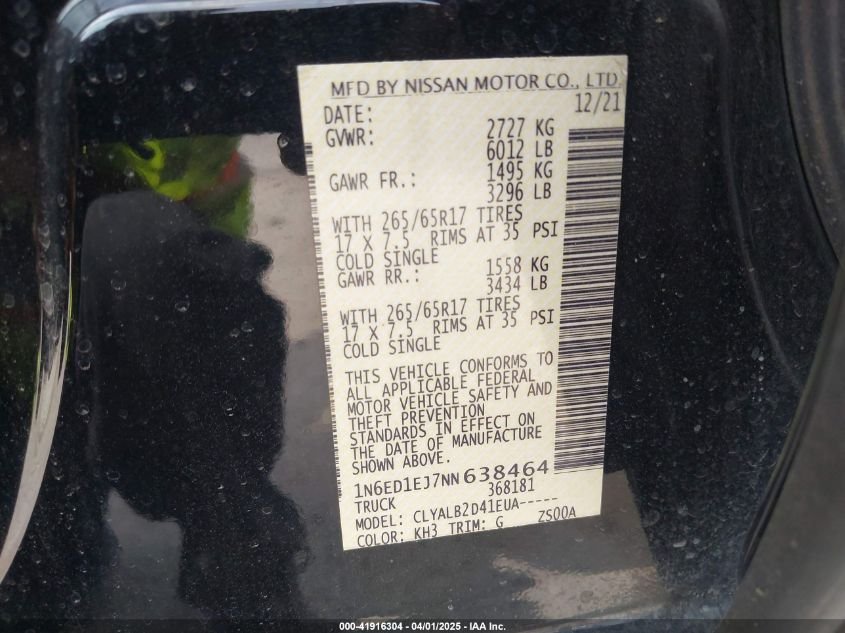 MFD BY NISSAN MOTOR CO., LTD.
DATE: 12/21
GVWR: 2727 KG
6012 LB
GAWR FR.: 1495 KG
3296 LB
WITH 265/65R17 TIRES
17 X 7.5 RIMS AT 35 PSI
COLD SINGLE
GAWR RR.: 1558 KG
3434 LB
WITH 265/65R17 TIRES
17 X 7.5 RIMS AT 35 PSI
COLD SINGLE
THIS VEHICLE CONFORMS TO
ALL APPLICABLE FEDERAL
MOTOR VEHICLE SAFETY AND
THEFT PREVENTION
STANDARDS IN EFFECT ON
THE DATE OF MANUFACTURE
SHOWN ABOVE.
1N6ED1EJ7NN638464
TRUCK 368181
MODEL: CLYALB2D41EUA-----
COLOR: KH3 TRIM: G ZS00A
000-41916304 - 04/01/2025 - IAA Inc.